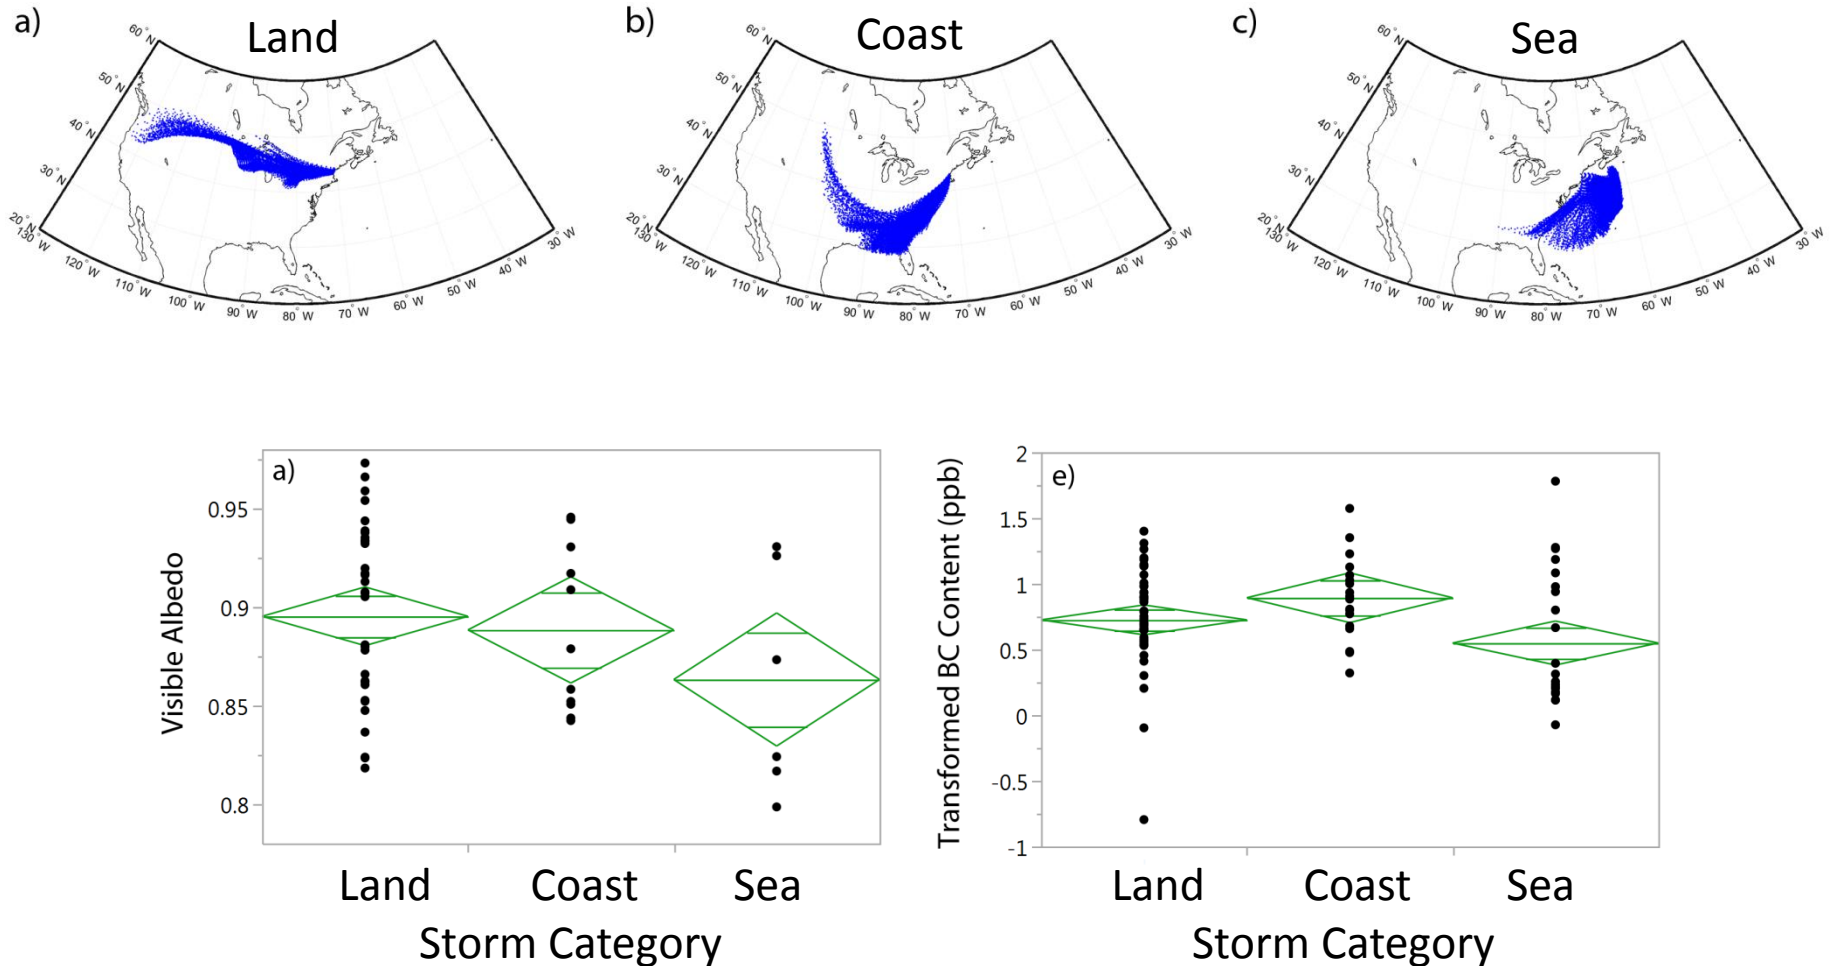 a)
Land
60° N
50° N
40° N
30° N
20° N
130° W
120° W
110° W
100° W
90° W
80° W
70° W
60° W
50° W
40° W
30° W
b)
Coast
60° N
50° N
40° N
30° N
20° N
130° W
120° W
110° W
100° W
90° W
80° W
70° W
60° W
50° W
40° W
30° W
c)
Sea
60° N
50° N
40° N
30° N
20° N
130° W
120° W
110° W
100° W
90° W
80° W
70° W
60° W
50° W
40° W
30° W
a)
Visible Albedo
0.95
0.9
0.85
0.8
Land Coast Sea
Storm Category
e)
Transformed BC Content (ppb)
2
1.5
1
0.5
0
-0.5
-1
Land Coast Sea
Storm Category